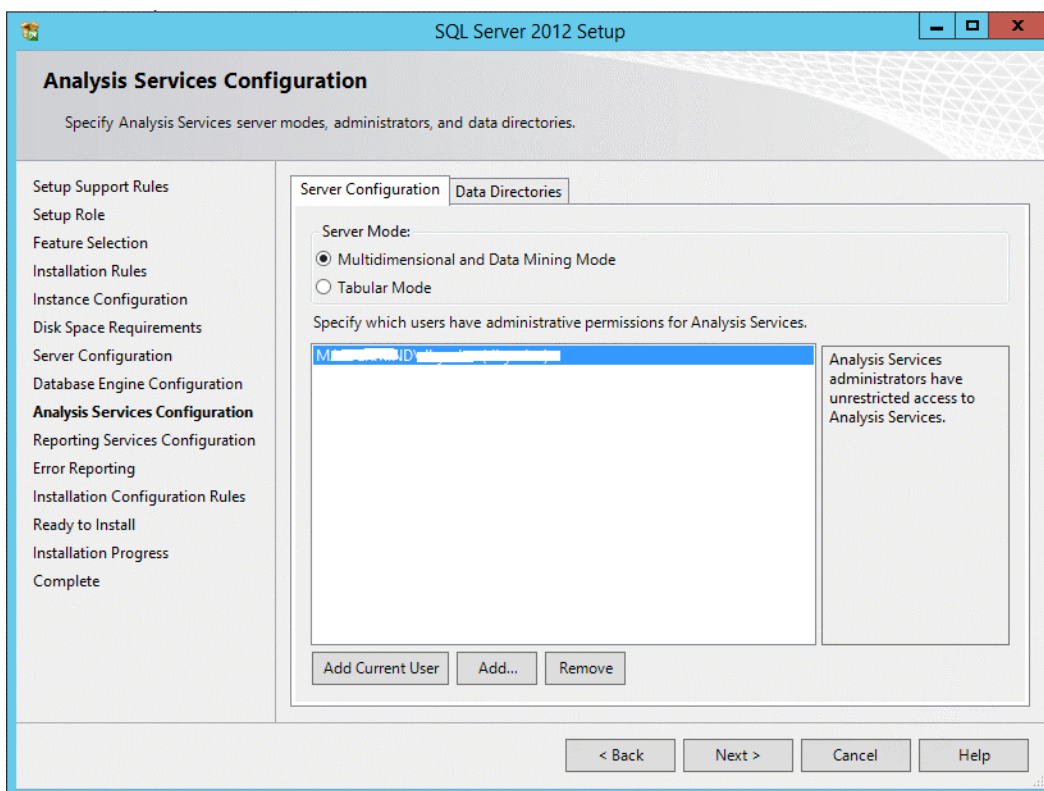 SQL Server 2012 Setup
Analysis Services Configuration
Specify Analysis Services server modes, administrators, and data directories.
Setup Support Rules
Setup Role
Feature Selection
Installation Rules
Instance Configuration
Disk Space Requirements
Server Configuration
Database Engine Configuration
Analysis Services Configuration
Reporting Services Configuration
Error Reporting
Installation Configuration Rules
Ready to Install
Installation Progress
Complete
Server Configuration Data Directories
Server Mode:
Multidimensional and Data Mining Mode
Tabular Mode
Specify which users have administrative permissions for Analysis Services.
Analysis Services
administrators have
unrestricted access to
Analysis Services.
Add Current User Add... Remove
< Back Next > Cancel Help